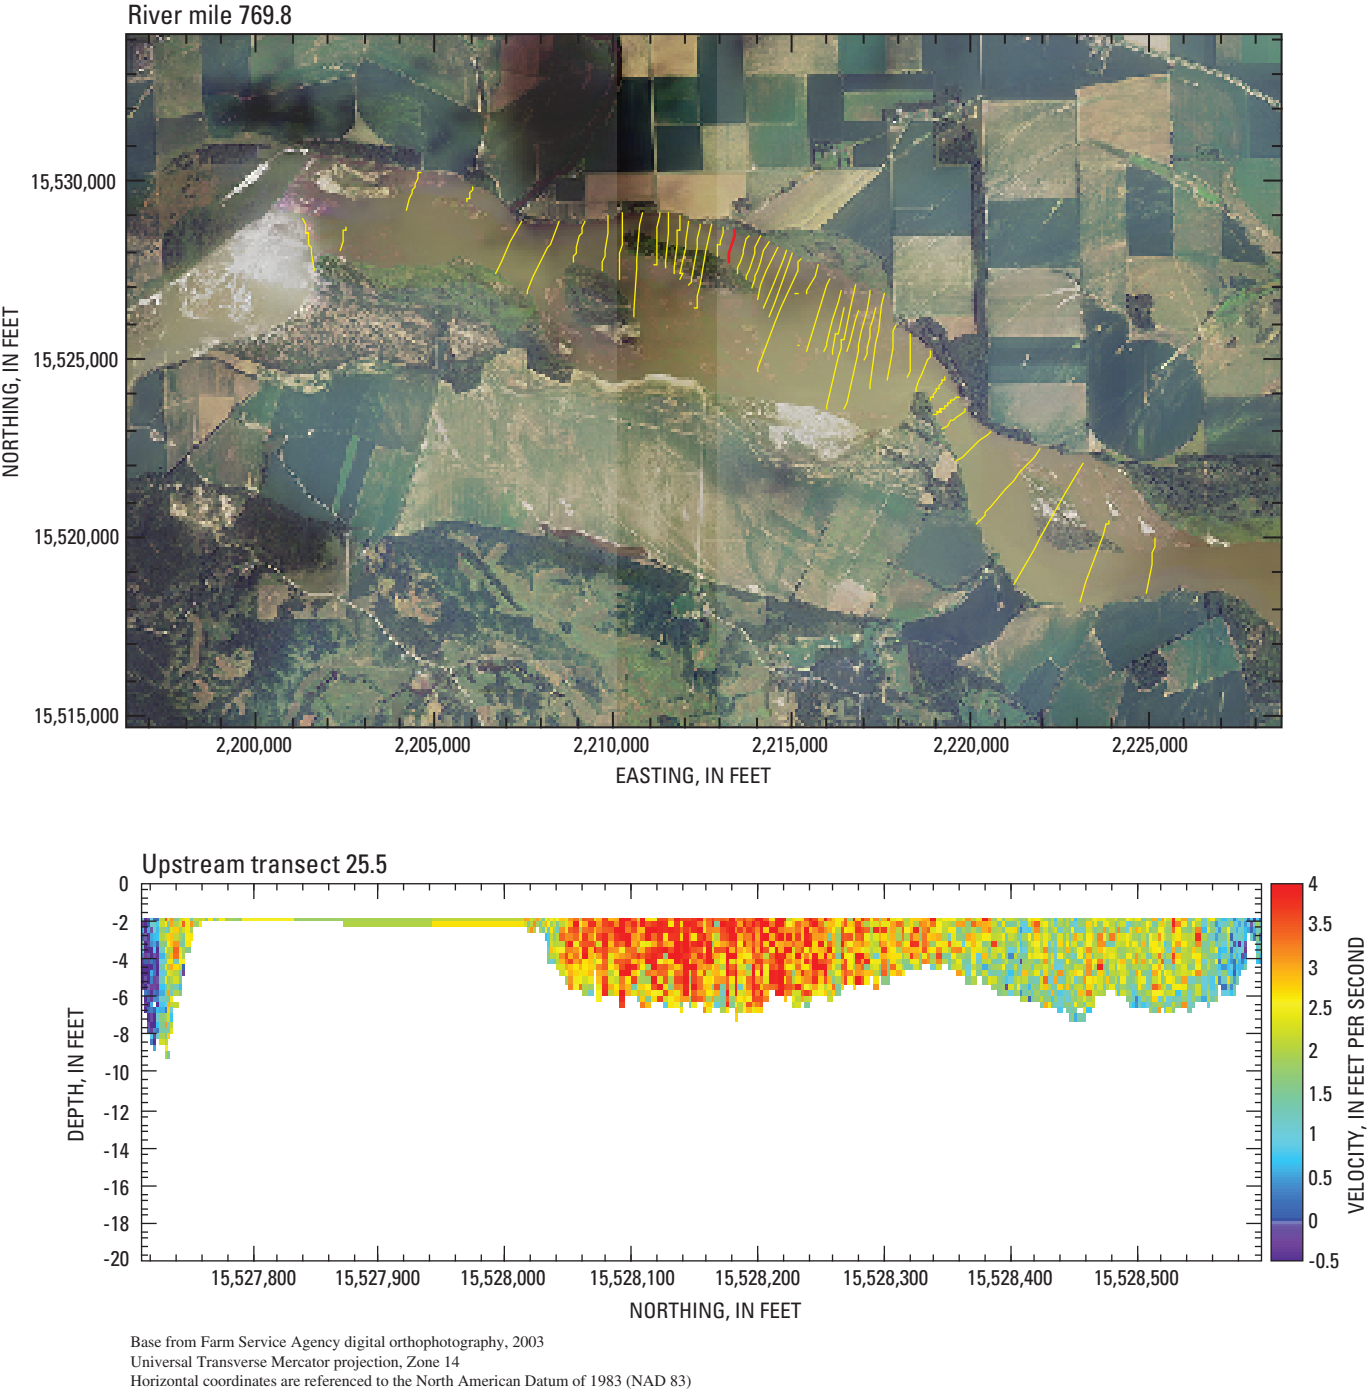 River mile 769.8
15,530,000
15,525,000
15,520,000
15,515,000
NORTHING, IN FEET
2,200,000 2,205,000 2,210,000 2,215,000 2,220,000 2,225,000
EASTING, IN FEET
Upstream transect 25.5
0
-2
-4
-6
-8
-10
-12
-14
-16
-18
-20
DEPTH, IN FEET
15,527,800 15,527,900 15,528,000 15,528,100 15,528,200 15,528,300 15,528,400 15,528,500
NORTHING, IN FEET
4
3.5
3
2.5
2
1.5
1
0.5
0
-0.5
VELOCITY, IN FEET PER SECOND
Base from Farm Service Agency digital orthophotography, 2003
Universal Transverse Mercator projection, Zone 14
Horizontal coordinates are referenced to the North American Datum of 1983 (NAD 83)